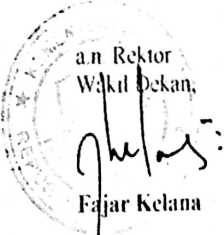 a.n Rektor
Wakil Dekan,
Fajar Kelana